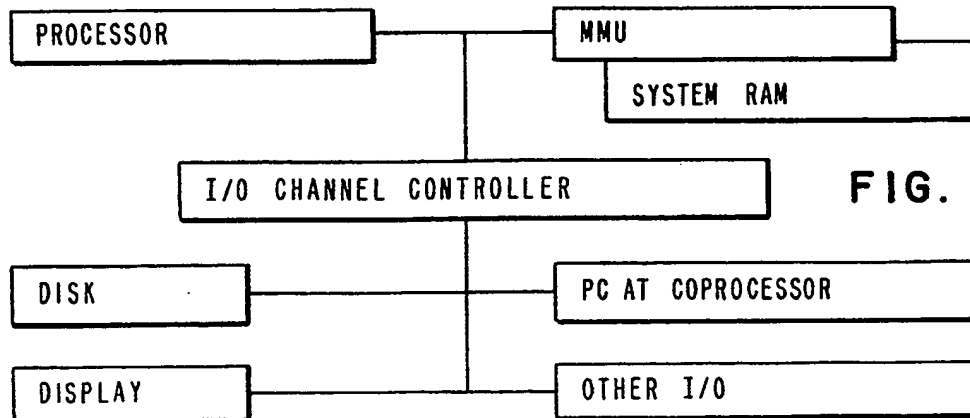 PROCESSOR
MMU
SYSTEM RAM
I/O CHANNEL CONTROLLER
FIG.
DISK
PC AT COPROCESSOR
DISPLAY
OTHER I/O